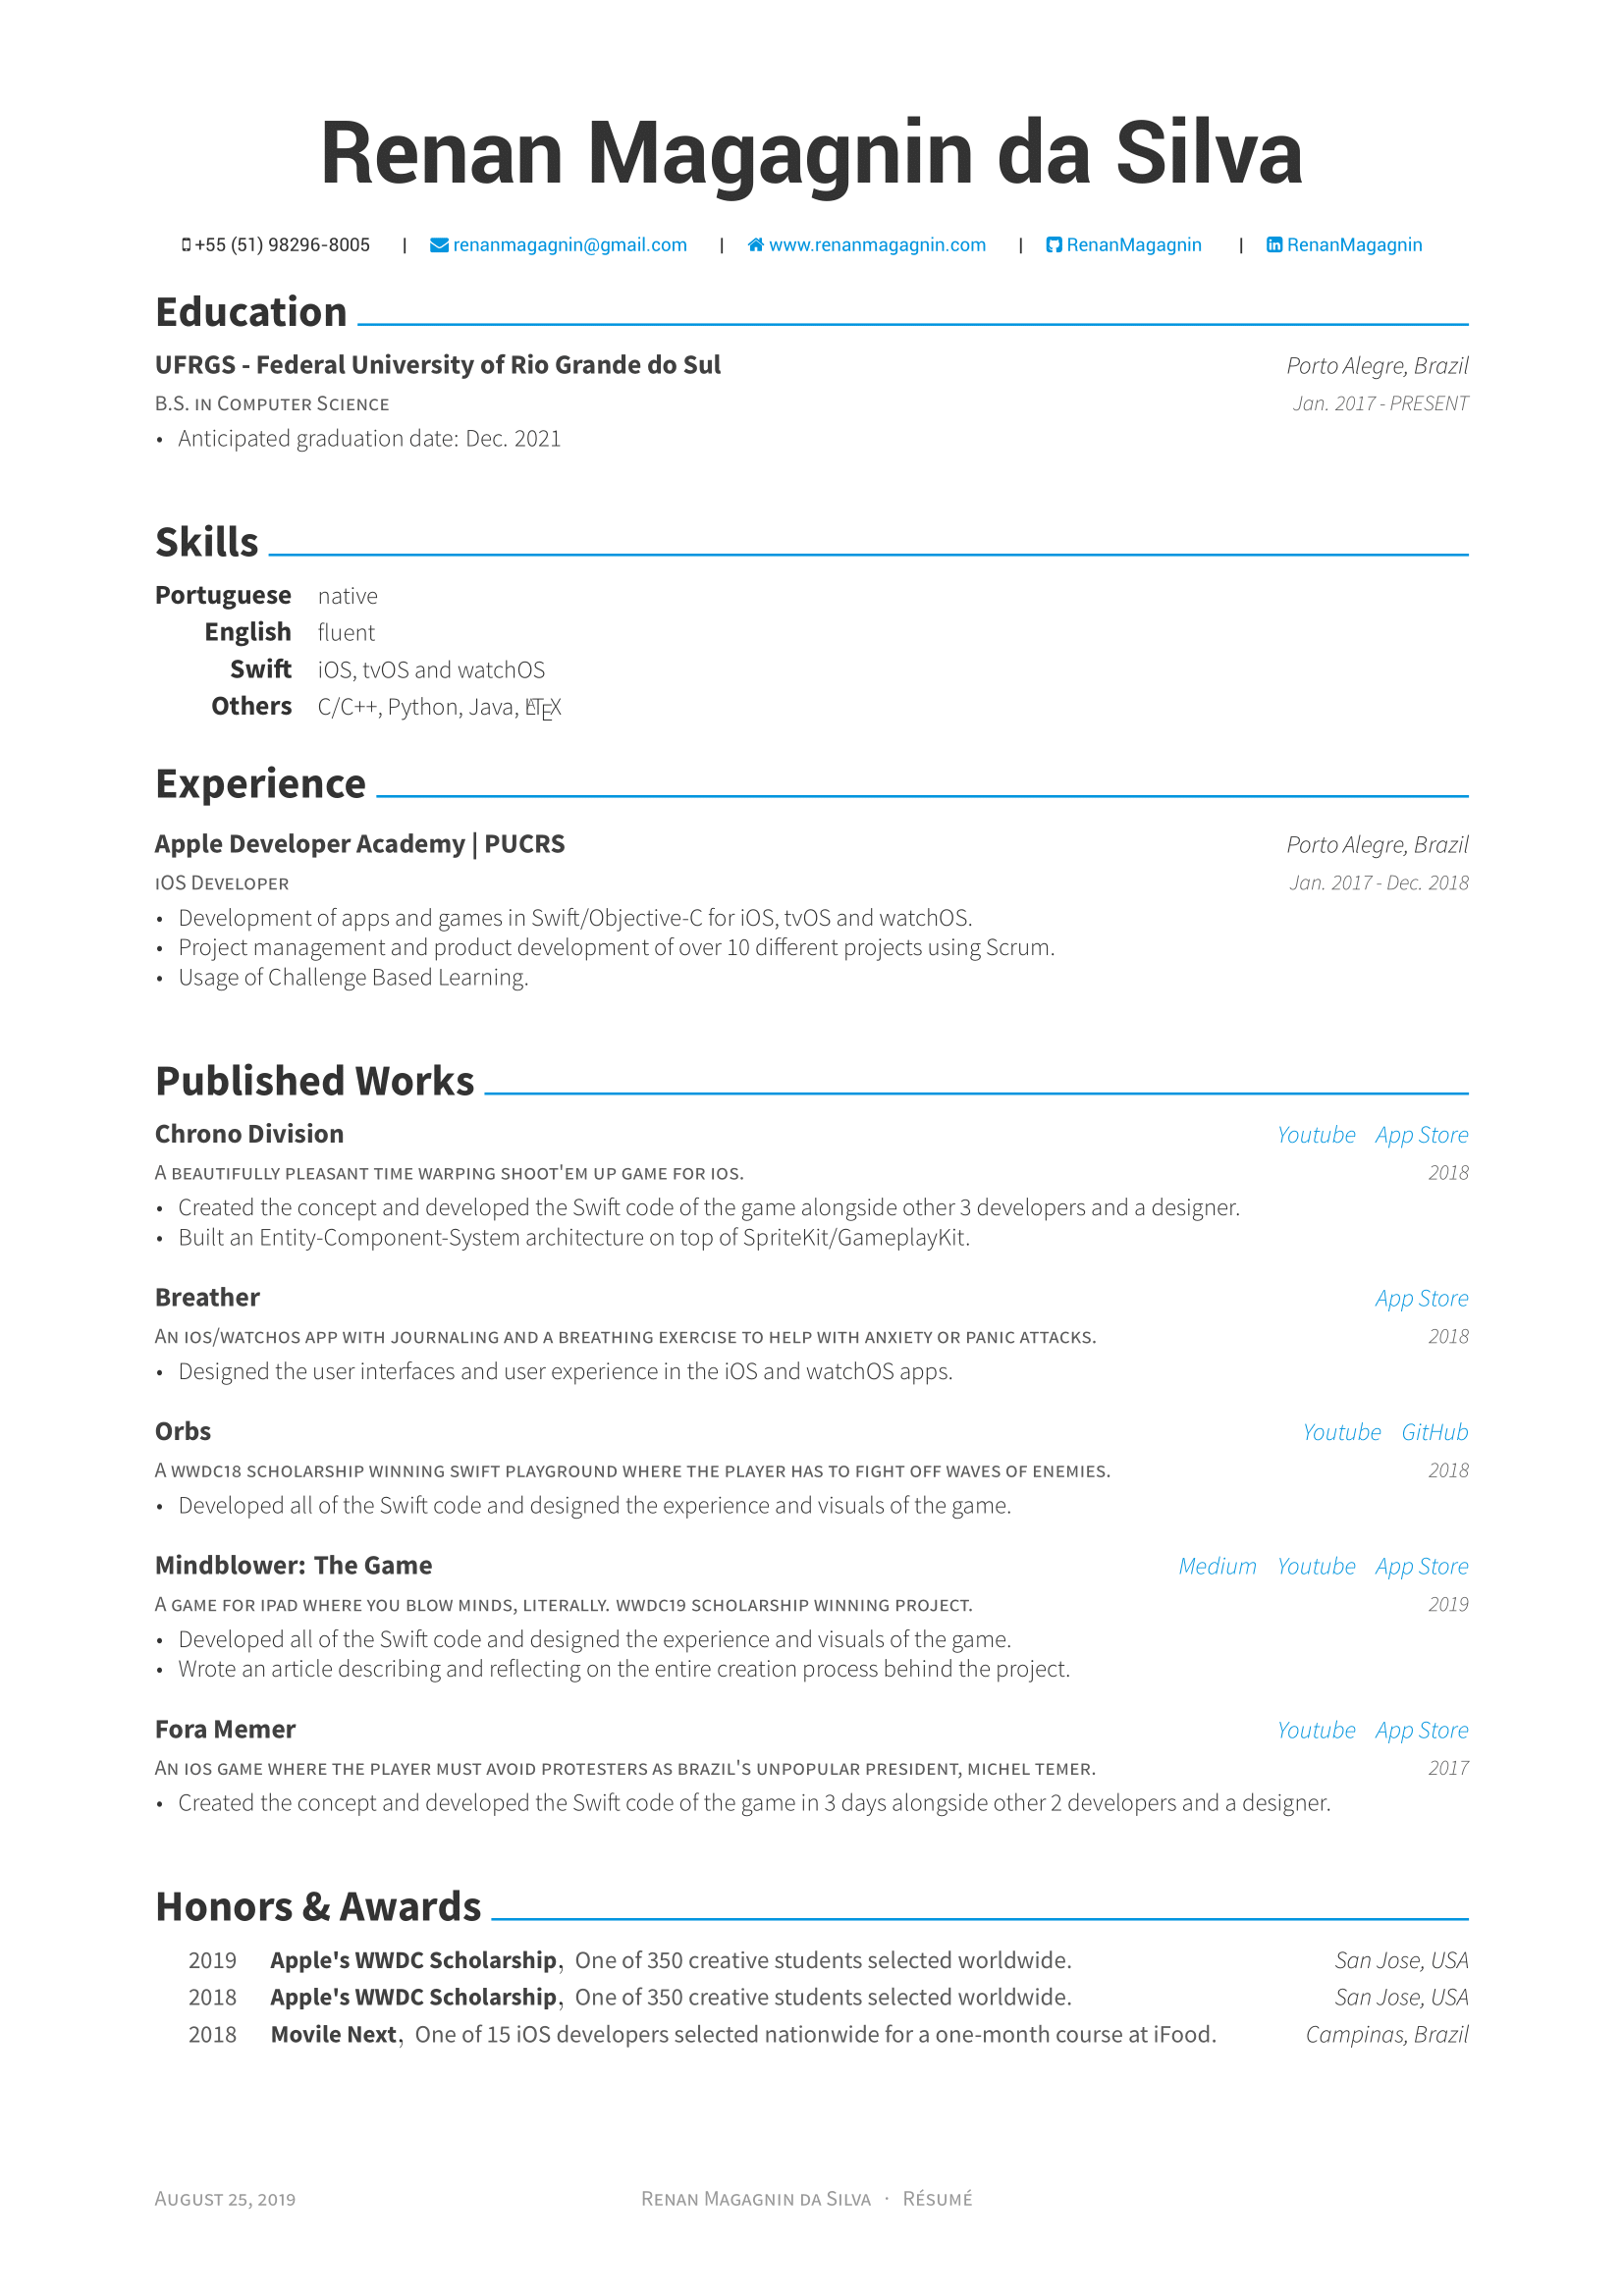 Renan Magagnin da Silva
+55 (51) 98296-8005 | renanmagagnin@gmail.com | www.renanmagagnin.com | RenanMagagnin | RenanMagagnin
Education
UFRGS - Federal University of Rio Grande do Sul Porto Alegre, Brazil
B.S. in Computer Science Jan. 2017 - PRESENT
• Anticipated graduation date: Dec. 2021
Skills
Portuguese native
English fluent
Swift iOS, tvOS and watchOS
Others C/C++, Python, Java, LATEX
Experience
Apple Developer Academy | PUCRS Porto Alegre, Brazil
iOS Developer Jan. 2017 - Dec. 2018
• Development of apps and games in Swift/Objective-C for iOS, tvOS and watchOS.
• Project management and product development of over 10 different projects using Scrum.
• Usage of Challenge Based Learning.
Published Works
Chrono Division Youtube App Store
A beautifully pleasant time warping shoot'em up game for ios. 2018
• Created the concept and developed the Swift code of the game alongside other 3 developers and a designer.
• Built an Entity-Component-System architecture on top of SpriteKit/GameplayKit.
Breather App Store
An ios/watchos app with journaling and a breathing exercise to help with anxiety or panic attacks. 2018
• Designed the user interfaces and user experience in the iOS and watchOS apps.
Orbs Youtube GitHub
A wwdc18 scholarship winning swift playground where the player has to fight off waves of enemies. 2018
• Developed all of the Swift code and designed the experience and visuals of the game.
Mindblower: The Game Medium Youtube App Store
A game for ipad where you blow minds, literally. wwdc19 scholarship winning project. 2019
• Developed all of the Swift code and designed the experience and visuals of the game.
• Wrote an article describing and reflecting on the entire creation process behind the project.
Fora Memer Youtube App Store
An ios game where the player must avoid protesters as brazil's unpopular president, michel temer. 2017
• Created the concept and developed the Swift code of the game in 3 days alongside other 2 developers and a designer.
Honors & Awards
2019 Apple's WWDC Scholarship, One of 350 creative students selected worldwide. San Jose, USA
2018 Apple's WWDC Scholarship, One of 350 creative students selected worldwide. San Jose, USA
2018 Movile Next, One of 15 iOS developers selected nationwide for a one-month course at iFood. Campinas, Brazil
August 25, 2019 Renan Magagnin da Silva · Résumé